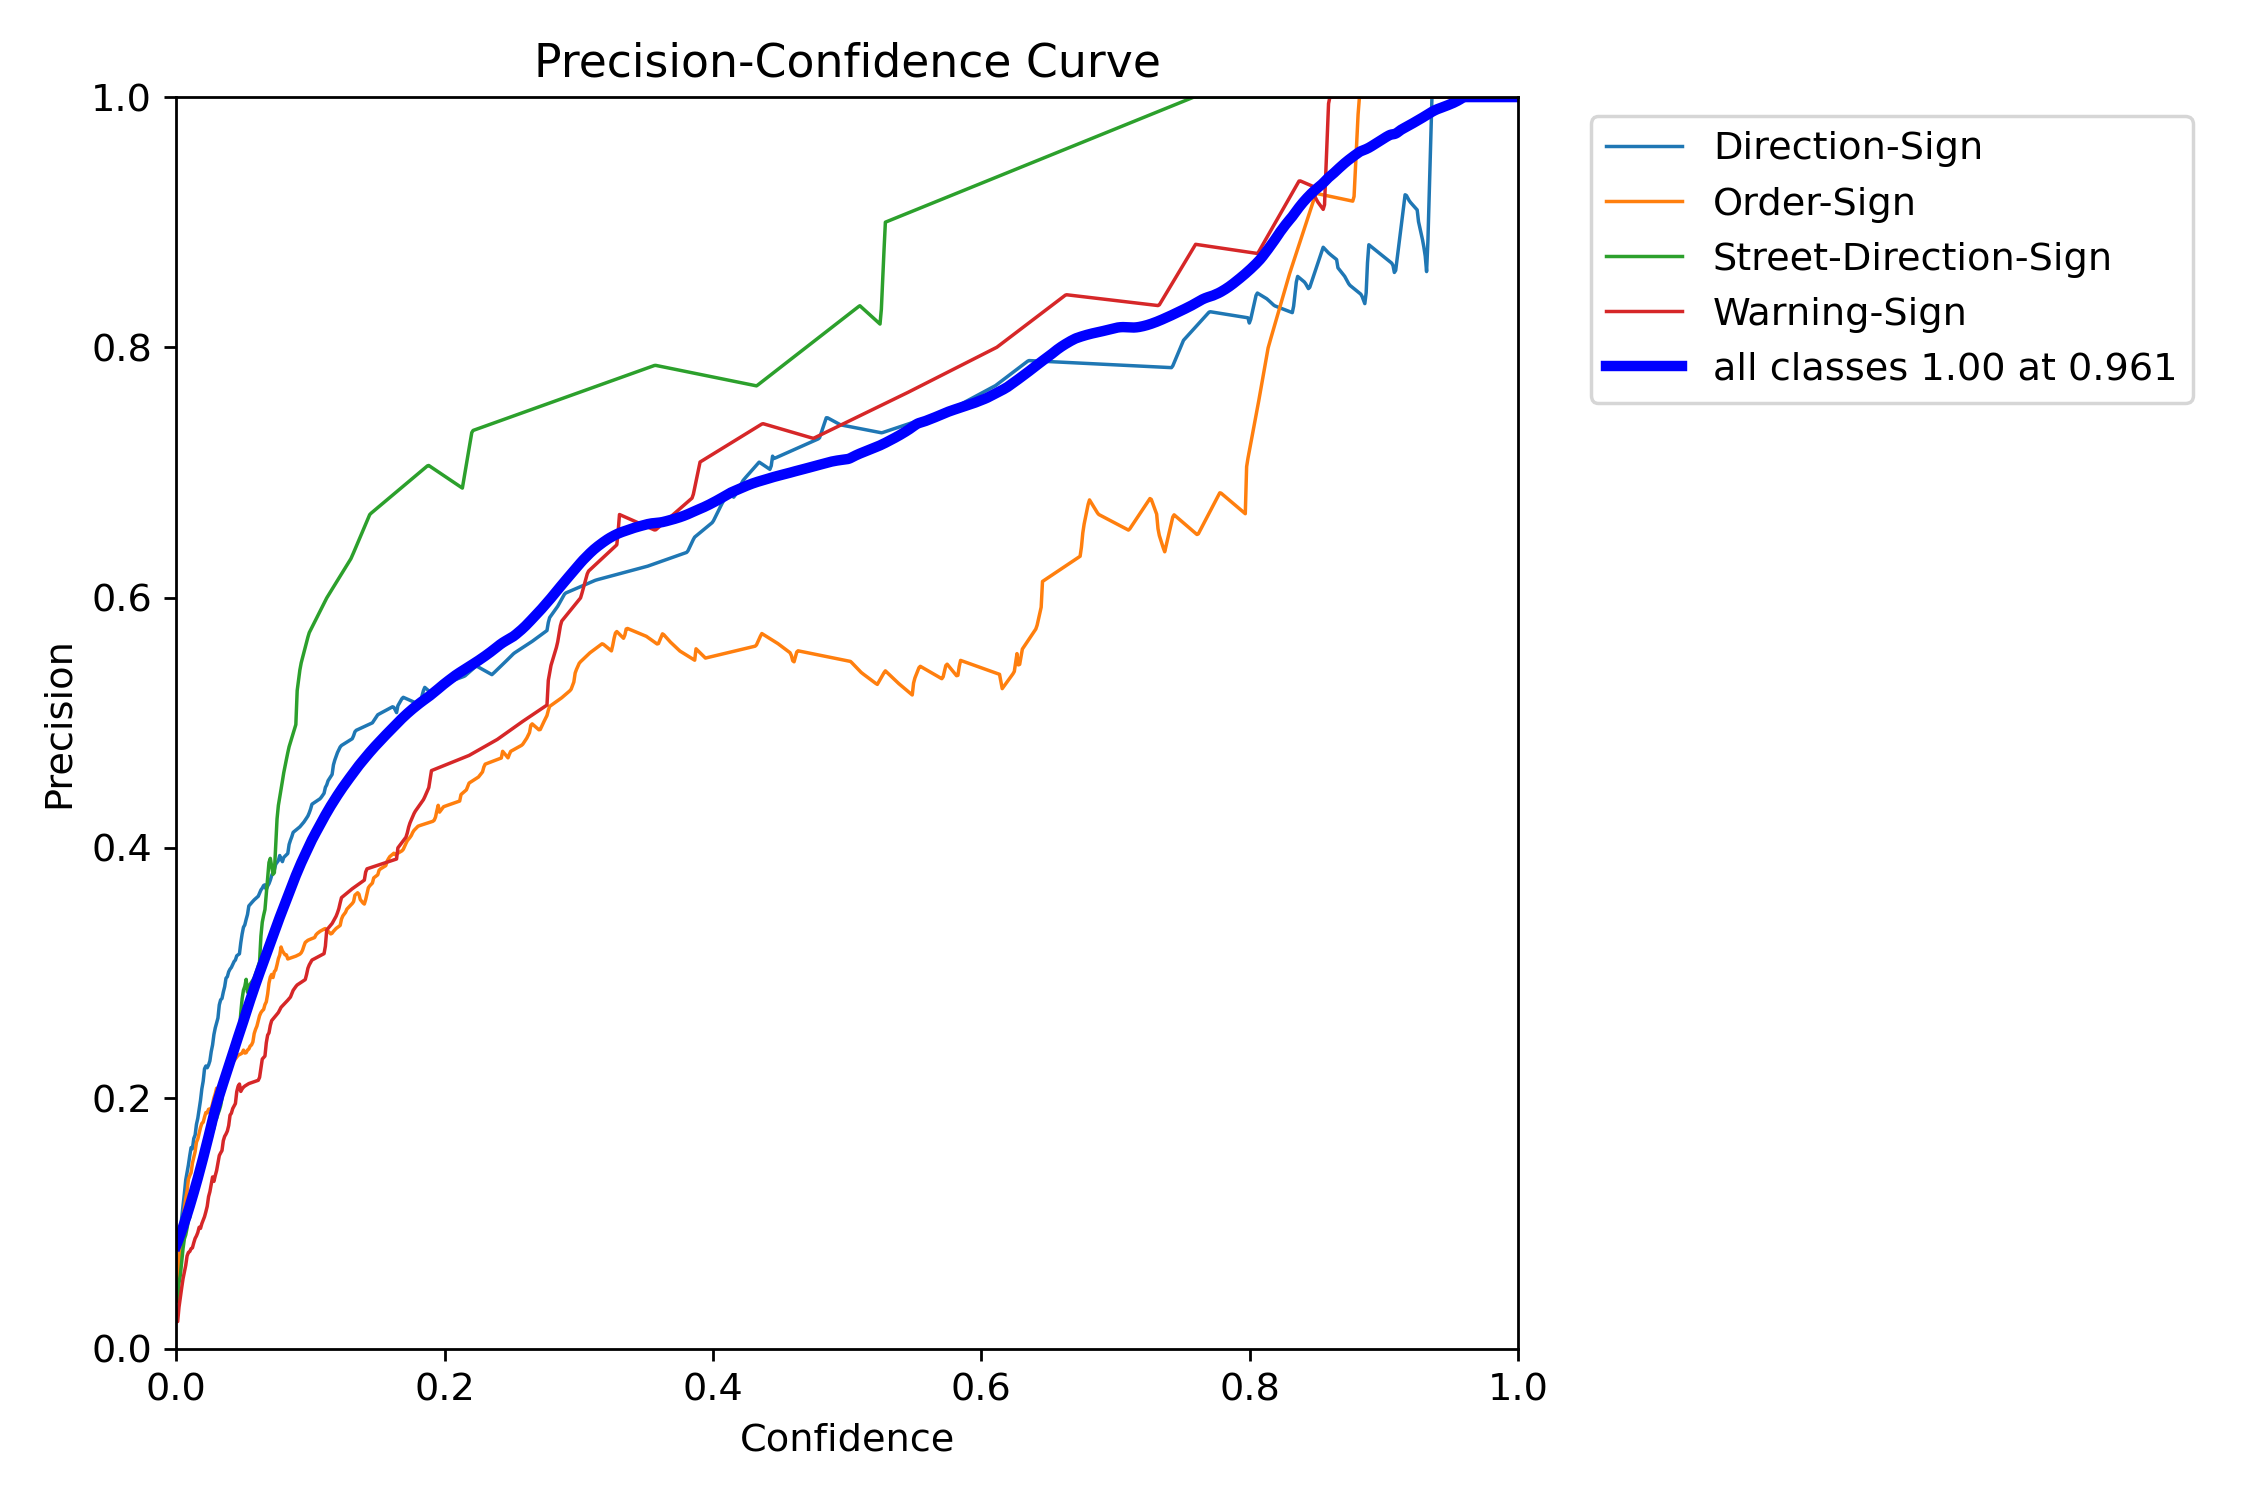 Precision-Confidence Curve
1.0
0.8
0.6
0.4
0.2
0.0
Precision
0.0 0.2 0.4 0.6 0.8 1.0
Confidence
Direction-Sign
Order-Sign
Street-Direction-Sign
Warning-Sign
all classes 1.00 at 0.961